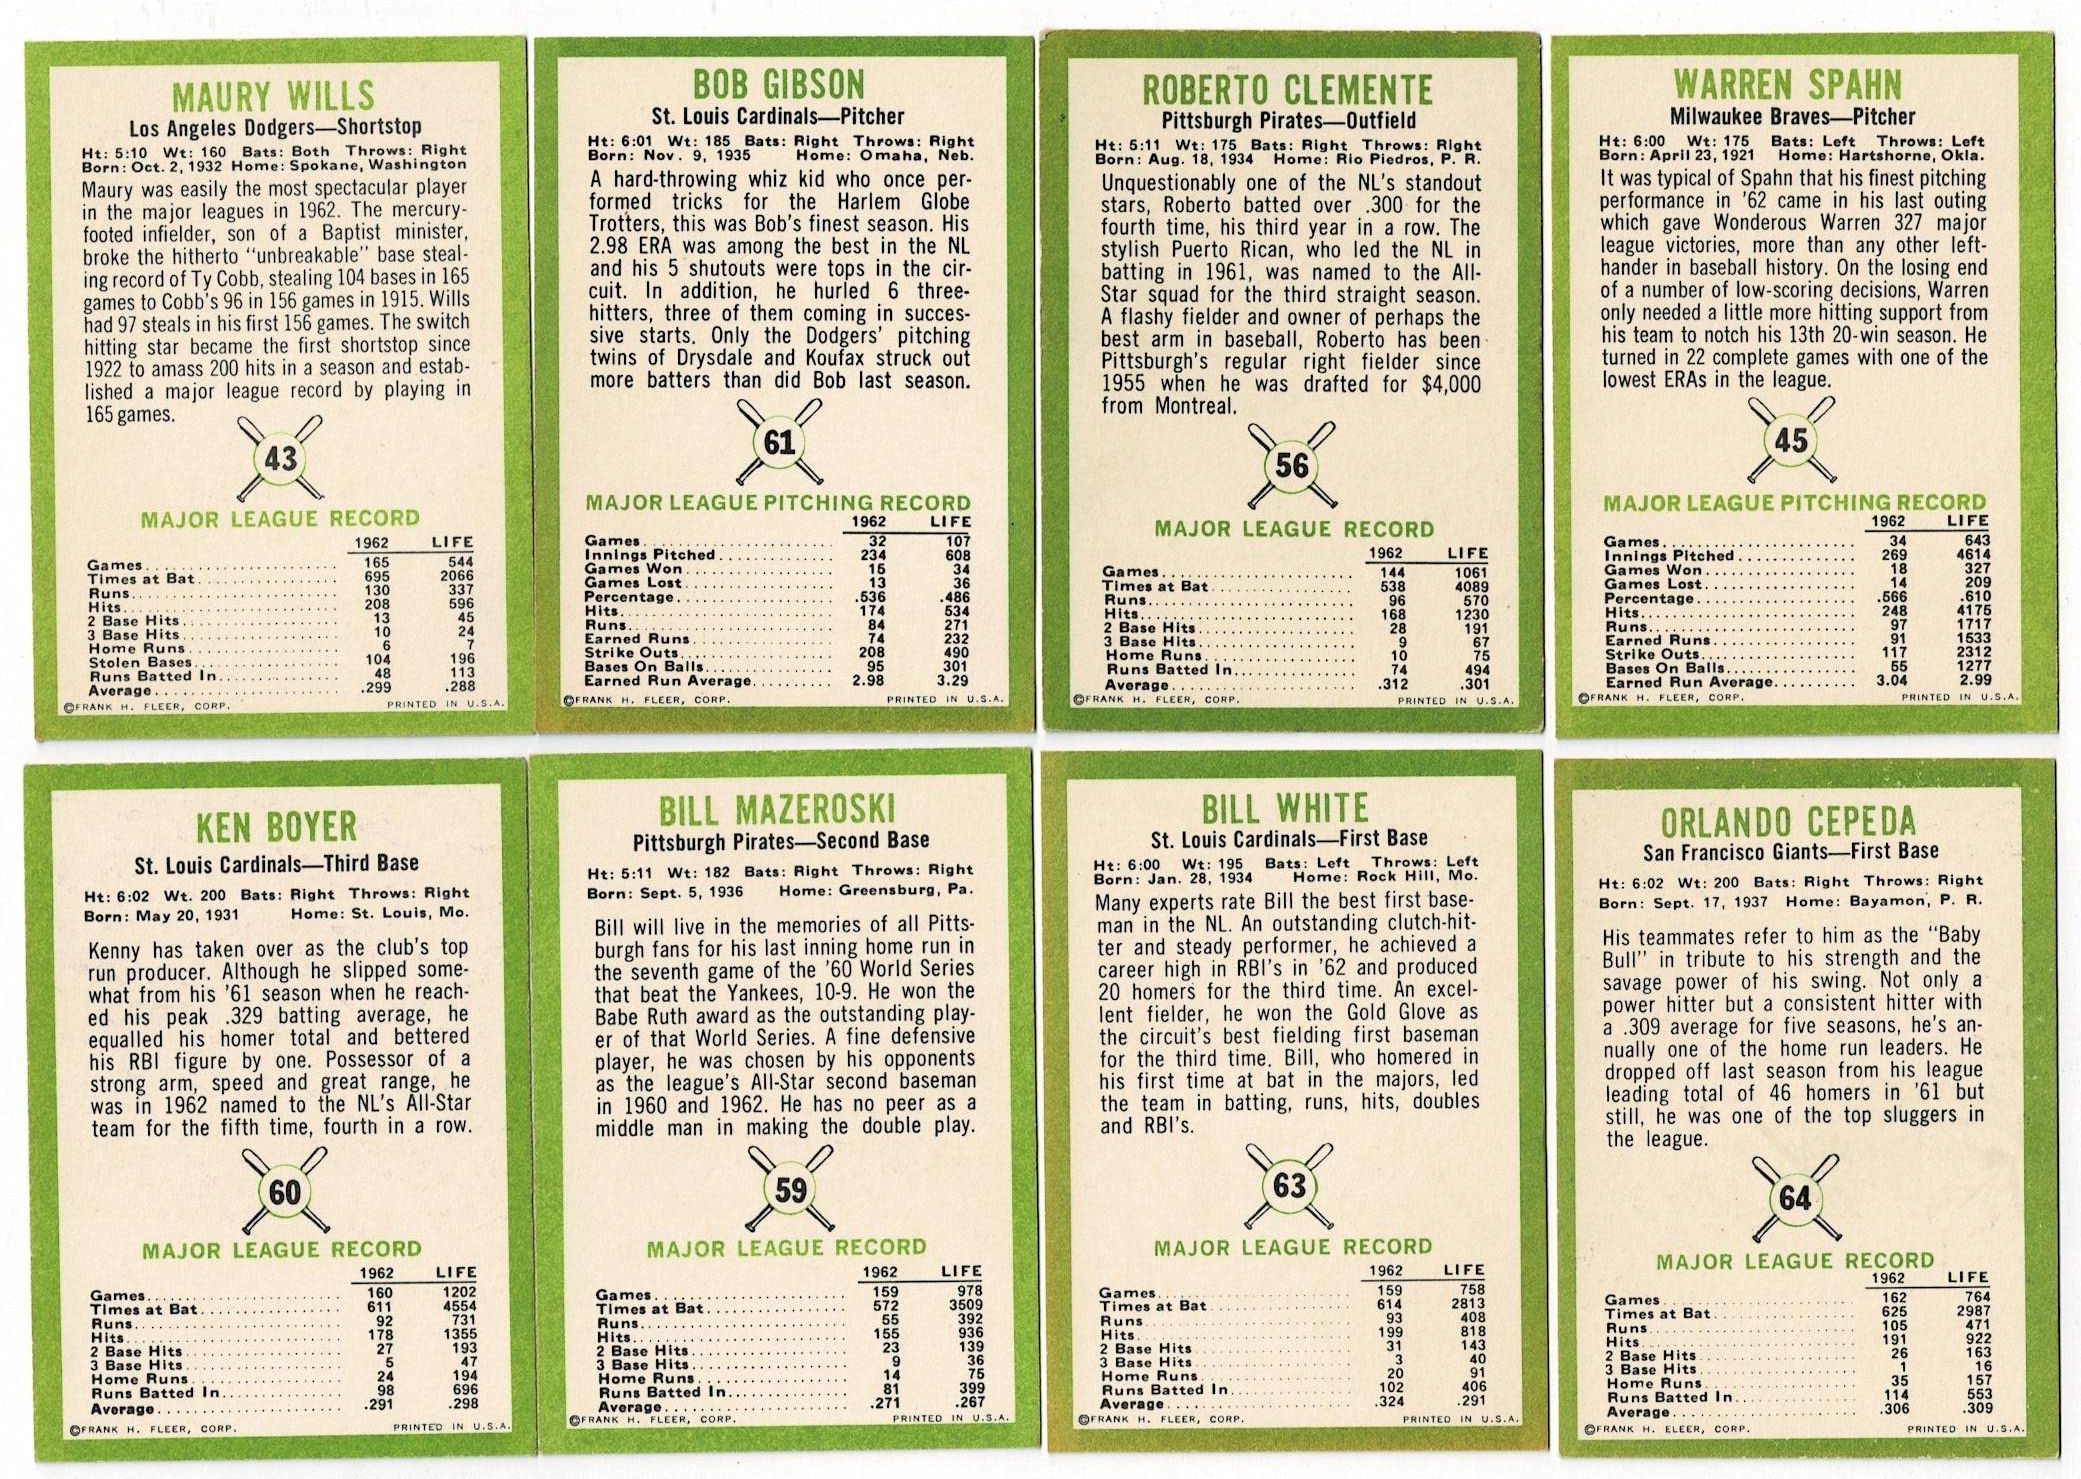 MAURY WILLS
Los Angeles Dodgers—Shortstop
Ht: 5:10 Wt: 160 Bats: Both Throws: Right
Born: Oct. 2, 1932 Home: Spokane, Washington
Maury was easily the most spectacular player
in the major leagues in 1962. The mercury-
footed infielder, son of a Baptist minister,
broke the hitherto "unbreakable" base steal-
ing record of Ty Cobb, stealing 104 bases in 165
games to Cobb's 96 in 156 games in 1915. Wills
had 97 steals in his first 156 games. The switch
hitting star became the first shortstop since
1922 to amass 200 hits in a season and estab-
lished a major league record by playing in
165 games.
43
MAJOR LEAGUE RECORD
1962 LIFE
Games 165 544
Times at Bat 695 2066
Runs 130 337
Hits 208 596
2 Base Hits 13 45
3 Base Hits 10 24
Home Runs 6 7
Stolen Bases 104 196
Runs Batted In 48 113
Average .299 .288
©FRANK H. FLEER, CORP. PRINTED IN U.S.A.
BOB GIBSON
St. Louis Cardinals—Pitcher
Ht: 6:01 Wt: 185 Bats: Right Throws: Right
Born: Nov. 9, 1935 Home: Omaha, Neb.
A hard-throwing whiz kid who once per-
formed tricks for the Harlem Globe
Trotters, this was Bob's finest season. His
2.98 ERA was among the best in the NL
and his 5 shutouts were tops in the cir-
cuit. In addition, he hurled 6 three-
hitters, three of them coming in succes-
sive starts. Only the Dodgers' pitching
twins of Drysdale and Koufax struck out
more batters than did Bob last season.
61
MAJOR LEAGUE PITCHING RECORD
1962 LIFE
Games 32 107
Innings Pitched 234 608
Games Won 15 34
Games Lost 13 36
Percentage .536 .486
Hits 174 534
Runs 84 271
Earned Runs 74 232
Strike Outs 208 490
Bases On Balls 95 301
Earned Run Average 2.98 3.29
©FRANK H. FLEER, CORP. PRINTED IN U.S.A.
ROBERTO CLEMENTE
Pittsburgh Pirates—Outfield
Ht: 5:11 Wt: 175 Bats: Right Throws: Right
Born: Aug. 18, 1934 Home: Rio Piedros, P. R.
Unquestionably one of the NL's standout
stars, Roberto batted over .300 for the
fourth time, his third year in a row. The
stylish Puerto Rican, who led the NL in
batting in 1961, was named to the All-
Star squad for the third straight season.
A flashy fielder and owner of perhaps the
best arm in baseball, Roberto has been
Pittsburgh's regular right fielder since
1955 when he was drafted for $4,000
from Montreal.
56
MAJOR LEAGUE RECORD
1962 LIFE
Games 144 1061
Times at Bat 538 4089
Runs 96 570
Hits 168 1230
2 Base Hits 28 191
3 Base Hits 9 67
Home Runs 10 75
Runs Batted In 74 494
Average .312 .301
©FRANK H. FLEER, CORP. PRINTED IN U.S.A.
WARREN SPAHN
Milwaukee Braves—Pitcher
Ht: 6:00 Wt: 175 Bats: Left Throws: Left
Born: April 23, 1921 Home: Hartshorne, Okla.
It was typical of Spahn that his finest pitching
performance in '62 came in his last outing
which gave Wonderous Warren 327 major
league victories, more than any other left-
hander in baseball history. On the losing end
of a number of low-scoring decisions, Warren
only needed a little more hitting support from
his team to notch his 13th 20-win season. He
turned in 22 complete games with one of the
lowest ERAs in the league.
45
MAJOR LEAGUE PITCHING RECORD
1962 LIFE
Games 34 643
Innings Pitched 269 4614
Games Won 18 327
Games Lost 14 209
Percentage .566 .610
Hits 248 4175
Runs 97 1717
Earned Runs 91 1533
Strike Outs 117 2312
Bases On Balls 55 1277
Earned Run Average 3.04 2.99
©FRANK H. FLEER, CORP. PRINTED IN U.S.A.
KEN BOYER
St. Louis Cardinals—Third Base
Ht: 6:02 Wt. 200 Bats: Right Throws: Right
Born: May 20, 1931 Home: St. Louis, Mo.
Kenny has taken over as the club's top
run producer. Although he slipped some-
what from his '61 season when he reach-
ed his peak .329 batting average, he
equalled his homer total and bettered
his RBI figure by one. Possessor of a
strong arm, speed and great range, he
was in 1962 named to the NL's All-Star
team for the fifth time, fourth in a row.
60
MAJOR LEAGUE RECORD
1962 LIFE
Games 160 1202
Times at Bat 611 4554
Runs 92 731
Hits 178 1355
2 Base Hits 27 193
3 Base Hits 5 47
Home Runs 24 194
Runs Batted In 98 696
Average .291 .298
©FRANK H. FLEER, CORP. PRINTED IN U.S.A.
BILL MAZEROSKI
Pittsburgh Pirates—Second Base
Ht: 5:11 Wt: 182 Bats: Right Throws: Right
Born: Sept. 5, 1936 Home: Greensburg, Pa.
Bill will live in the memories of all Pitts-
burgh fans for his last inning home run in
the seventh game of the '60 World Series
that beat the Yankees, 10-9. He won the
Babe Ruth award as the outstanding play-
er of that World Series. A fine defensive
player, he was chosen by his opponents
as the league's All-Star second baseman
in 1960 and 1962. He has no peer as a
middle man in making the double play.
59
MAJOR LEAGUE RECORD
1962 LIFE
Games 159 978
Times at Bat 572 3509
Runs 55 392
Hits 155 936
2 Base Hits 23 139
3 Base Hits 9 36
Home Runs 14 75
Runs Batted In 81 399
Average .271 .267
©FRANK H. FLEER, CORP. PRINTED IN U.S.A.
BILL WHITE
St. Louis Cardinals—First Base
Ht: 6:00 Wt: 195 Bats: Left Throws: Left
Born: Jan. 28, 1934 Home: Rock Hill, Mo.
Many experts rate Bill the best first base-
man in the NL. An outstanding clutch-hit-
ter and steady performer, he achieved a
career high in RBI's in '62 and produced
20 homers for the third time. An excel-
lent fielder, he won the Gold Glove as
the circuit's best fielding first baseman
for the third time. Bill, who homered in
his first time at bat in the majors, led
the team in batting, runs, hits, doubles
and RBI's.
63
MAJOR LEAGUE RECORD
1962 LIFE
Games 159 758
Times at Bat 614 2813
Runs 93 408
Hits 199 818
2 Base Hits 31 143
3 Base Hits 3 40
Home Runs 20 91
Runs Batted In 102 406
Average .324 .291
©FRANK H. FLEER, CORP. PRINTED IN U.S.A.
ORLANDO CEPEDA
San Francisco Giants—First Base
Ht: 6:02 Wt: 200 Bats: Right Throws: Right
Born: Sept. 17, 1937 Home: Bayamon, P. R.
His teammates refer to him as the "Baby
Bull" in tribute to his strength and the
savage power of his swing. Not only a
power hitter but a consistent hitter with
a .309 average for five seasons, he's an-
nually one of the home run leaders. He
dropped off last season from his league
leading total of 46 homers in '61 but
still, he was one of the top sluggers in
the league.
64
MAJOR LEAGUE RECORD
1962 LIFE
Games 162 764
Times at Bat 625 2987
Runs 105 471
Hits 191 922
2 Base Hits 26 163
3 Base Hits 1 16
Home Runs 35 157
Runs Batted In 114 553
Average .306 .309
©FRANK H. FLEER, CORP. PRINTED IN U.S.A.